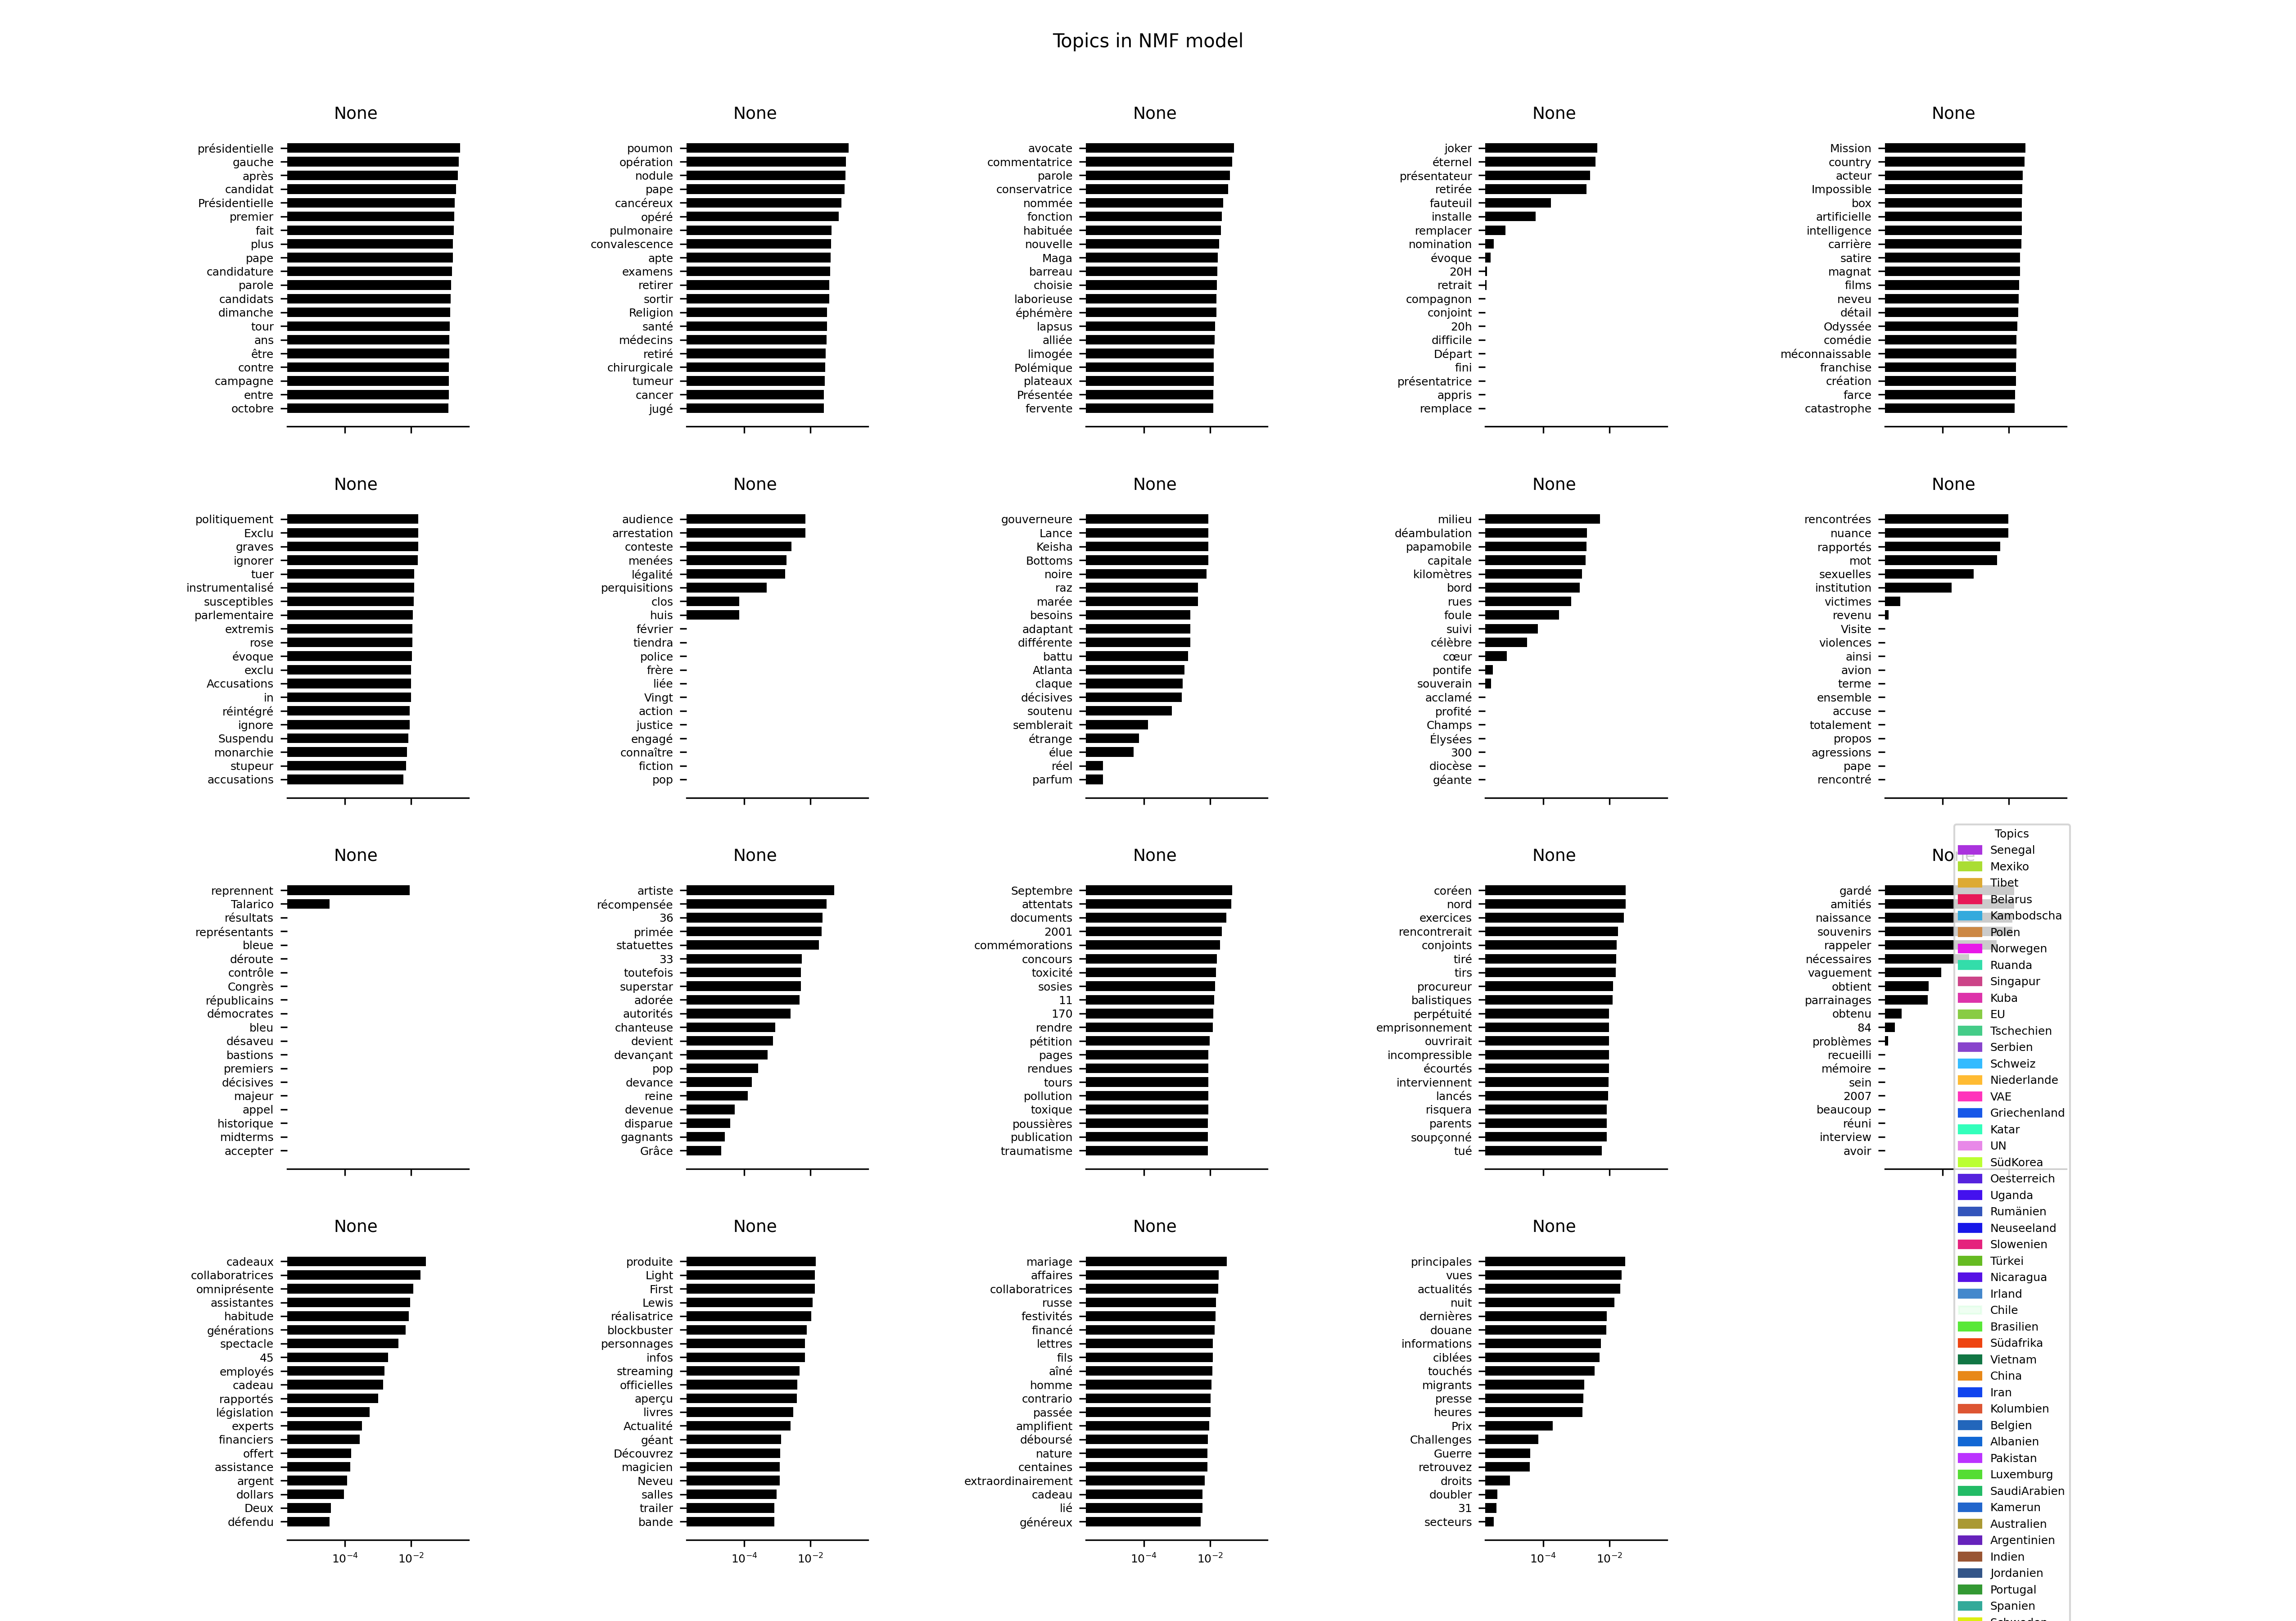 Topics in NMF model
None
présidentielle
gauche
après
candidat
Présidentielle
premier
fait
plus
pape
candidature
parole
candidats
dimanche
tour
ans
être
contre
campagne
entre
octobre
None
poumon
opération
nodule
pape
cancéreux
opéré
pulmonaire
convalescence
apte
examens
retirer
sortir
Religion
santé
médecins
retiré
chirurgicale
tumeur
cancer
jugé
None
avocate
commentatrice
parole
conservatrice
nommée
fonction
habituée
nouvelle
Maga
barreau
choisie
laborieuse
éphémère
lapsus
alliée
limogée
Polémique
plateaux
Présentée
fervente
None
joker
éternel
présentateur
retirée
fauteuil
installe
remplacer
nomination
évoque
20H
retrait
compagnon
conjoint
20h
difficile
Départ
fini
présentatrice
appris
remplace
None
Mission
country
acteur
Impossible
box
artificielle
intelligence
carrière
satire
magnat
films
neveu
détail
Odyssée
comédie
méconnaissable
franchise
création
farce
catastrophe
None
politiquement
Exclu
graves
ignorer
tuer
instrumentalisé
susceptibles
parlementaire
extremis
rose
évoque
exclu
Accusations
in
réintégré
ignore
Suspendu
monarchie
stupeur
accusations
None
audience
arrestation
conteste
menées
légalité
perquisitions
clos
huis
février
tiendra
police
frère
liée
Vingt
action
justice
engagé
connaître
fiction
pop
None
gouverneure
Lance
Keisha
Bottoms
noire
raz
marée
besoins
adaptant
différente
battu
Atlanta
claque
décisives
soutenu
semblerait
étrange
élue
réel
parfum
None
milieu
déambulation
papamobile
capitale
kilomètres
bord
rues
foule
suivi
célèbre
cœur
pontife
souverain
acclamé
profité
Champs
Élysées
300
diocèse
géante
None
rencontrées
nuance
rapportés
mot
sexuelles
institution
victimes
revenu
Visite
violences
ainsi
avion
terme
ensemble
accuse
totalement
propos
agressions
pape
rencontré
None
reprennent
Talarico
résultats
représentants
bleue
déroute
contrôle
Congrès
républicains
démocrates
bleu
désaveu
bastions
premiers
décisives
majeur
appel
historique
midterms
accepter
None
artiste
récompensée
36
primée
statuettes
33
toutefois
superstar
adorée
autorités
chanteuse
devient
devançant
pop
devance
reine
devenue
disparue
gagnants
Grâce
None
Septembre
attentats
documents
2001
commémorations
concours
toxicité
sosies
11
170
rendre
pétition
pages
rendues
tours
pollution
toxique
poussières
publication
traumatisme
None
coréen
nord
exercices
rencontrerait
conjoints
tiré
tirs
procureur
balistiques
perpétuité
emprisonnement
ouvrirait
incompressible
écourtés
interviennent
lancés
risquera
parents
soupçonné
tué
None
gardé
amitiés
naissance
souvenirs
rappeler
nécessaires
vaguement
obtient
parrainages
obtenu
84
problèmes
recueilli
mémoire
sein
2007
beaucoup
réuni
interview
avoir
None
cadeaux
collaboratrices
omniprésente
assistantes
habitude
générations
spectacle
45
employés
cadeau
rapportés
législation
experts
financiers
offert
assistance
argent
dollars
Deux
défendu
10⁻⁴ 10⁻²
None
produite
Light
First
Lewis
réalisatrice
blockbuster
personnages
infos
streaming
officielles
aperçu
livres
Actualité
géant
Découvrez
magicien
Neveu
salles
trailer
bande
10⁻⁴ 10⁻²
None
mariage
affaires
collaboratrices
russe
festivités
financé
lettres
fils
aîné
homme
contrario
passée
amplifient
déboursé
nature
centaines
extraordinairement
cadeau
lié
généreux
10⁻⁴ 10⁻²
None
principales
vues
actualités
nuit
dernières
douane
informations
ciblées
touchés
migrants
presse
heures
Prix
Challenges
Guerre
retrouvez
droits
doubler
31
secteurs
10⁻⁴ 10⁻²
Topics
Senegal
Mexiko
Tibet
Belarus
Kambodscha
Polen
Norwegen
Ruanda
Singapur
Kuba
EU
Tschechien
Serbien
Schweiz
Niederlande
VAE
Griechenland
Katar
UN
SüdKorea
Oesterreich
Uganda
Rumänien
Neuseeland
Slowenien
Türkei
Nicaragua
Irland
Chile
Brasilien
Südafrika
Vietnam
China
Iran
Kolumbien
Belgien
Albanien
Pakistan
Luxemburg
SaudiArabien
Kamerun
Australien
Argentinien
Indien
Jordanien
Portugal
Spanien
Schweden